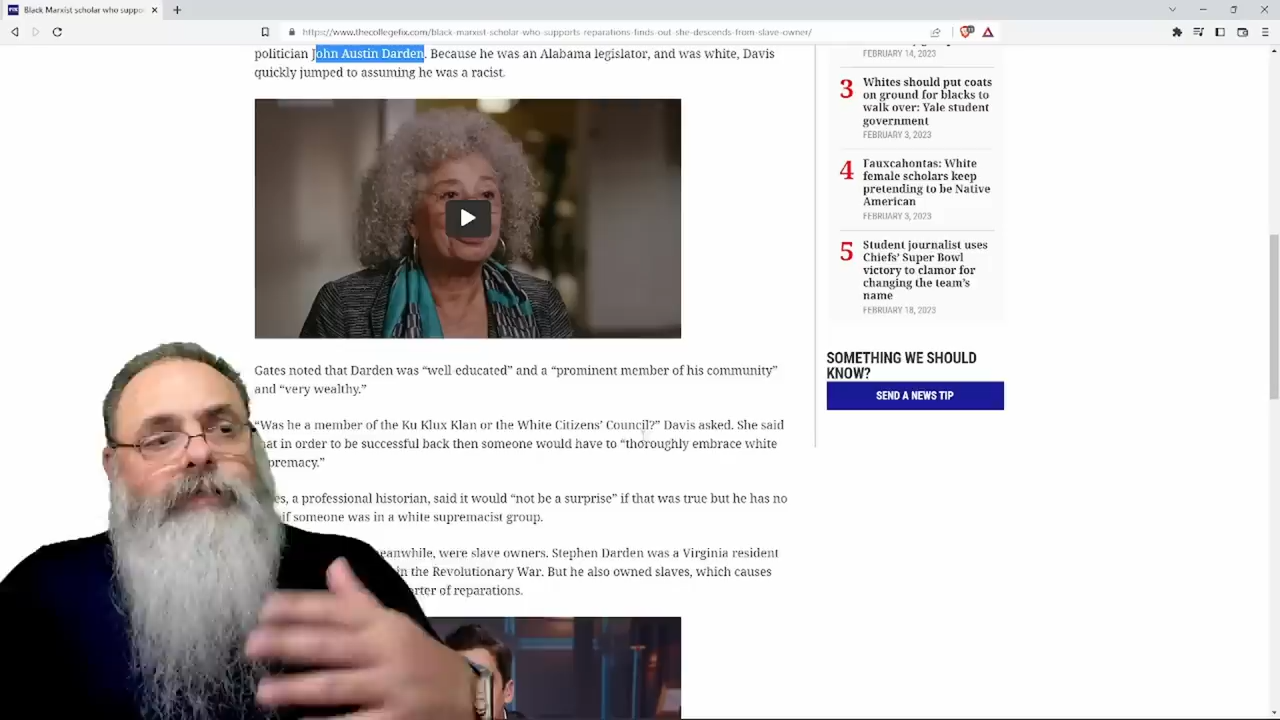 Black Marxist scholar who suppo
https://www.thecollegefix.com/black-marxist-scholar-who-supports-reparations-finds-out-she-descends-from-slave-owner/
politician John Austin Darden. Because he was an Alabama legislator, and was white, Davis
quickly jumped to assuming he was a racist.
Gates noted that Darden was “well educated” and a “prominent member of his community”
and “very wealthy.”
“Was he a member of the Ku Klux Klan or the White Citizens’ Council?” Davis asked. She said
in order to be successful back then someone would have to “thoroughly embrace white
a professional historian, said it would “not be a surprise” if that was true but he has no
if someone was in a white supremacist group.
were slave owners. Stephen Darden was a Virginia resident
in the Revolutionary War. But he also owned slaves, which causes
of reparations.
FEBRUARY 14, 2023
3
Whites should put coats
on ground for blacks to
walk over: Yale student
government
FEBRUARY 3, 2023
4
Fauxcahontas: White
female scholars keep
pretending to be Native
American
FEBRUARY 3, 2023
5
Student journalist uses
Chiefs’ Super Bowl
victory to clamor for
changing the team’s
name
FEBRUARY 18, 2023
SOMETHING WE SHOULD
KNOW?
SEND A NEWS TIP